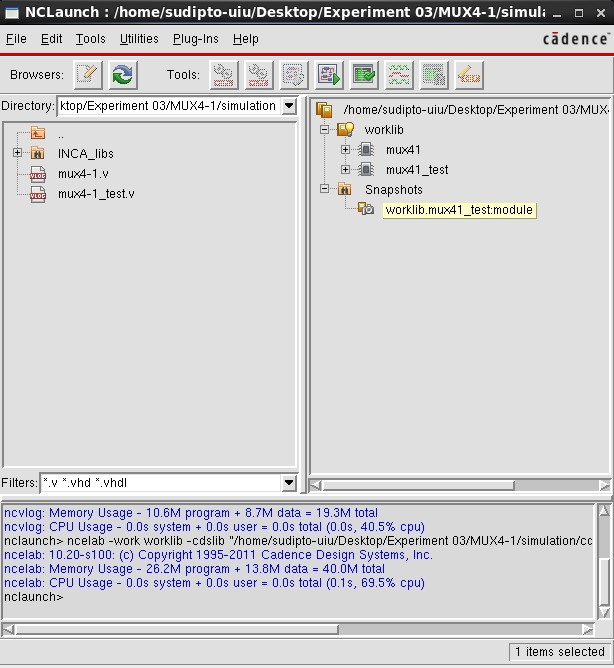 NCLaunch : /home/sudipto-uiu/Desktop/Experiment 03/MUX4-1/simula
File Edit Tools Utilities Plug-Ins Help cādence
Browsers: Tools:
Directory: ktop/Experiment 03/MUX4-1/simulation
..
INCA_libs
mux4-1.v
mux4-1_test.v
Filters: *.v *.vhd *.vhdl
/home/sudipto-uiu/Desktop/Experiment 03/MUX4
worklib
mux41
mux41_test
Snapshots
worklib.mux41_test:module
ncvlog: Memory Usage - 10.6M program + 8.7M data = 19.3M total
ncvlog: CPU Usage - 0.0s system + 0.0s user = 0.0s total (0.0s, 40.5% cpu)
nclaunch> ncelab -work worklib -cdslib "/home/sudipto-uiu/Desktop/Experiment 03/MUX4-1/simulation/cc
ncelab: 10.20-s100: (c) Copyright 1995-2011 Cadence Design Systems, Inc.
ncelab: Memory Usage - 26.2M program + 13.8M data = 40.0M total
ncelab: CPU Usage - 0.0s system + 0.0s user = 0.0s total (0.1s, 69.5% cpu)
nclaunch>
1 items selected